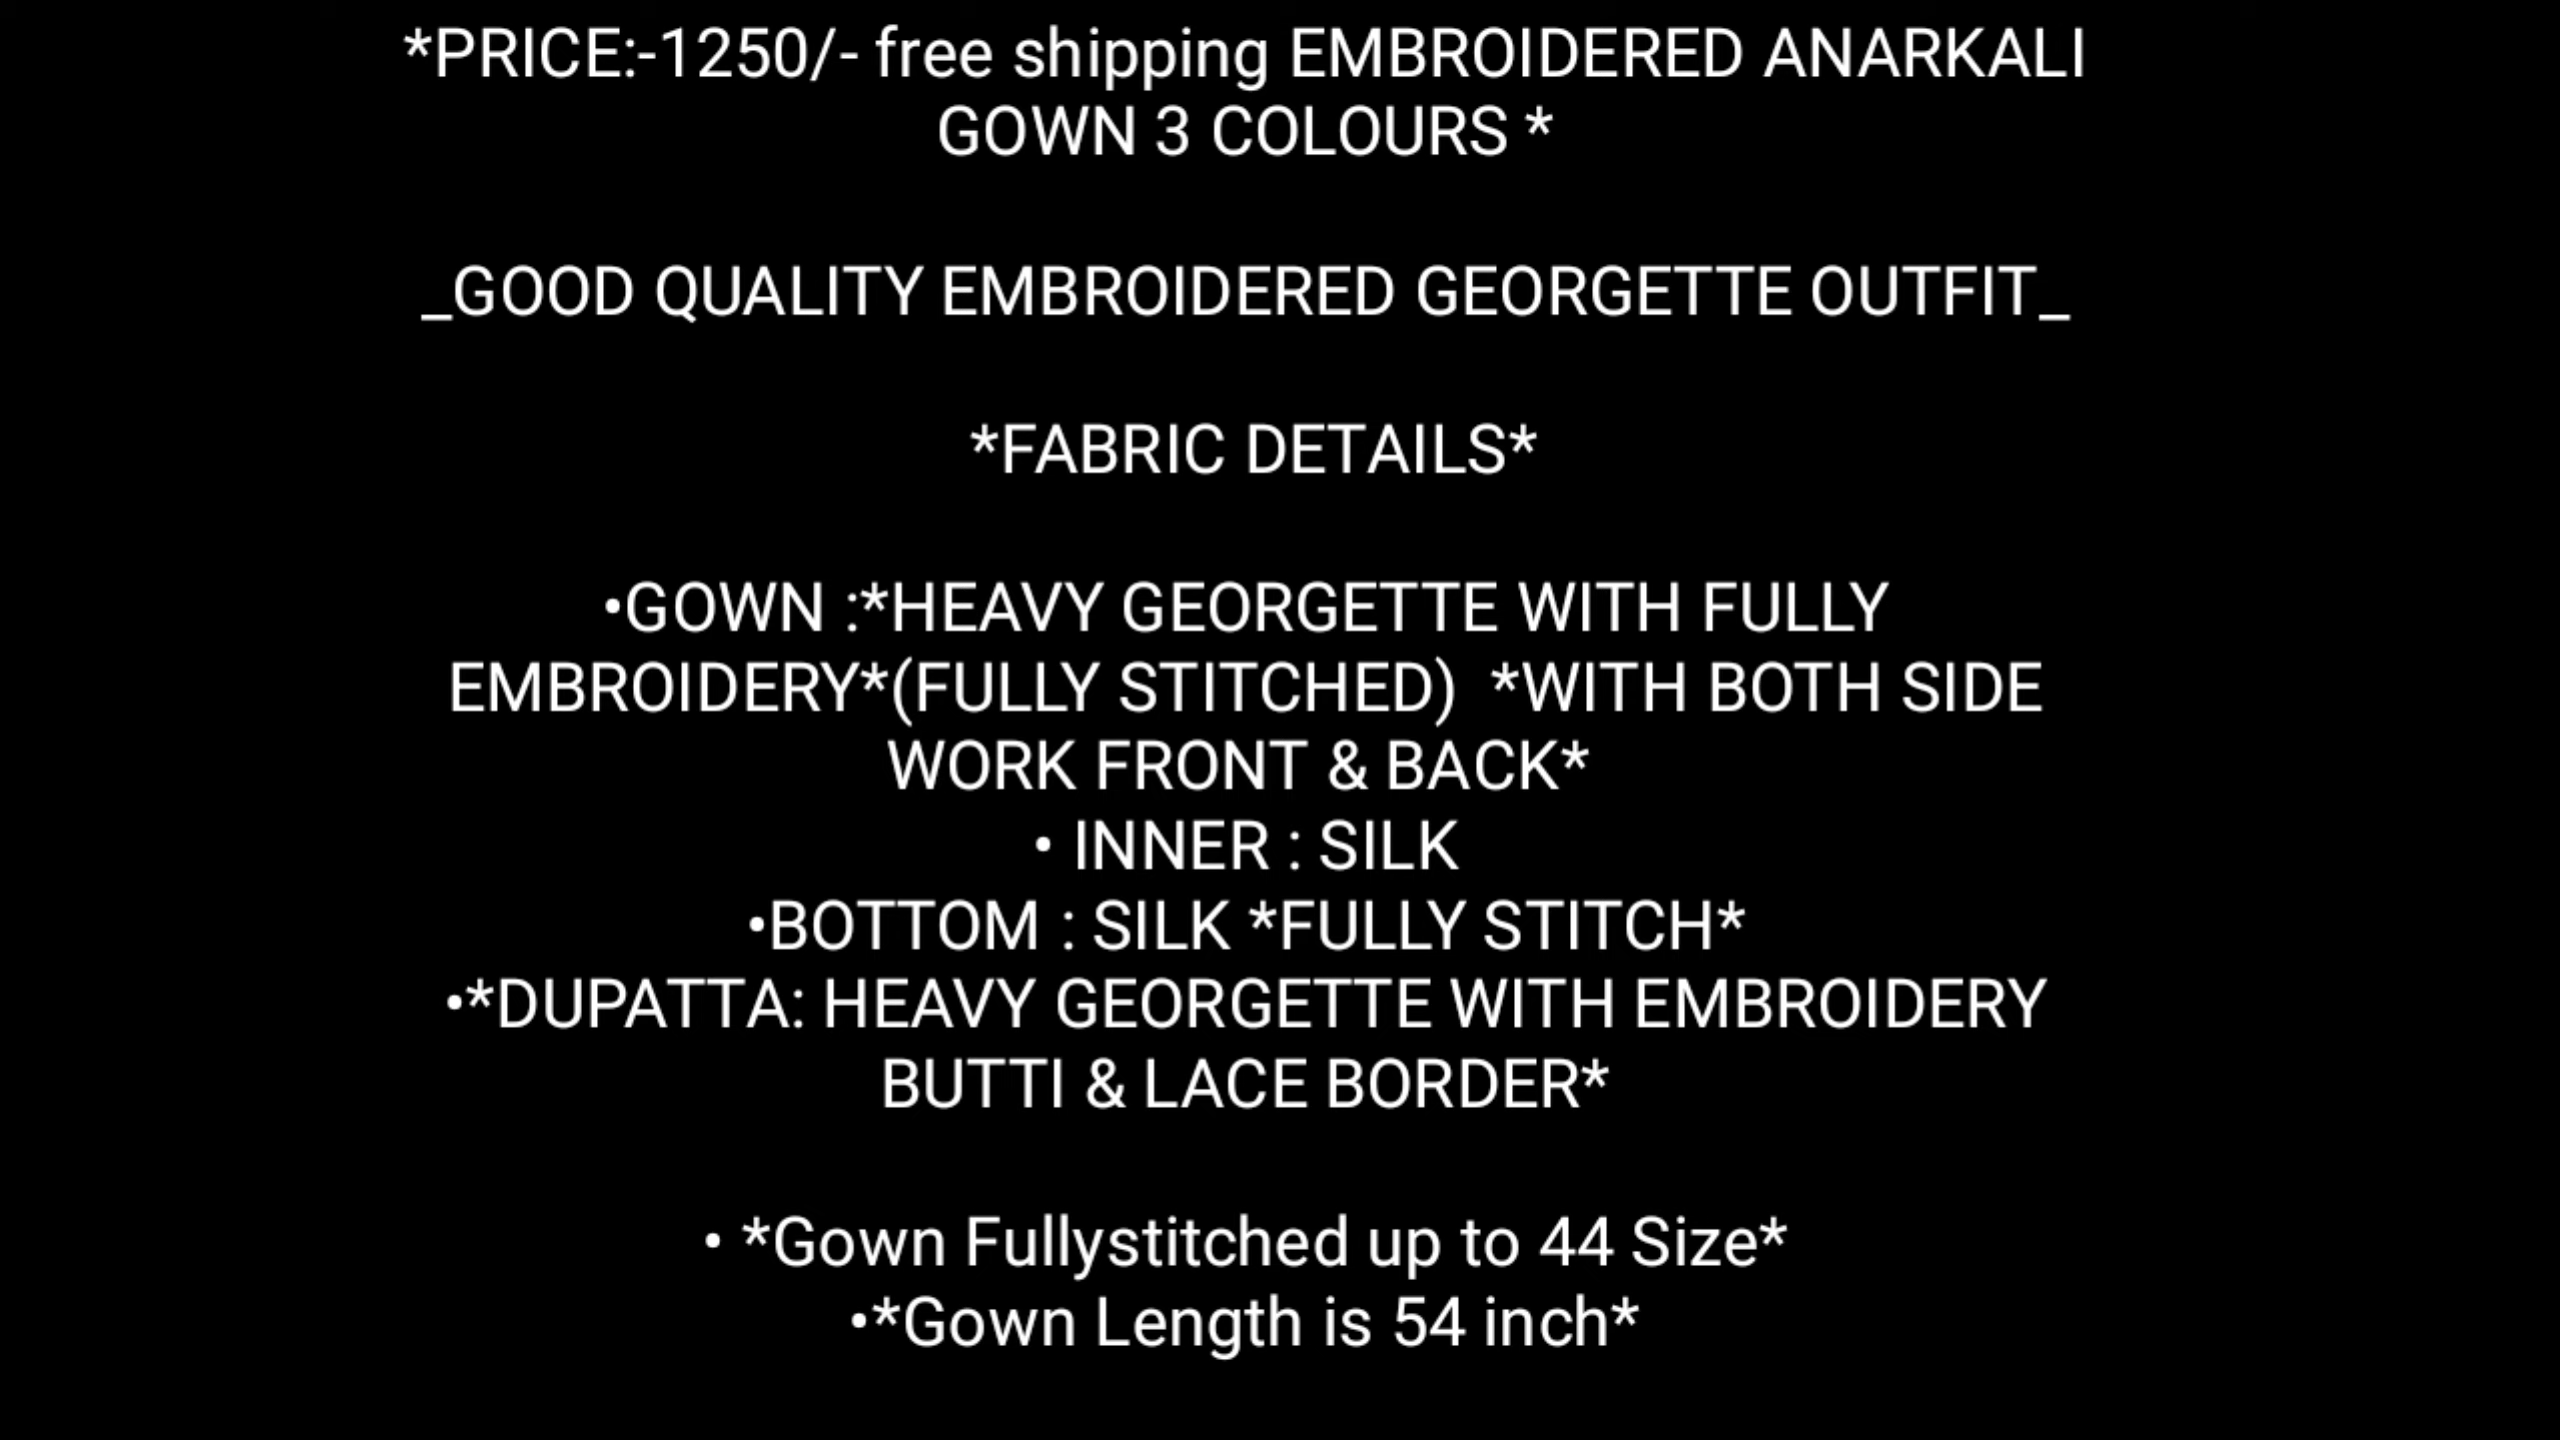 *PRICE:-1250/- free shipping EMBROIDERED ANARKALI
GOWN 3 COLOURS *
_GOOD QUALITY EMBROIDERED GEORGETTE OUTFIT_
*FABRIC DETAILS*
•GOWN :*HEAVY GEORGETTE WITH FULLY
EMBROIDERY*(FULLY STITCHED)  *WITH BOTH SIDE
WORK FRONT & BACK*
• INNER : SILK
•BOTTOM : SILK *FULLY STITCH*
•*DUPATTA: HEAVY GEORGETTE WITH EMBROIDERY
BUTTI & LACE BORDER*
• *Gown Fullystitched up to 44 Size*
•*Gown Length is 54 inch*